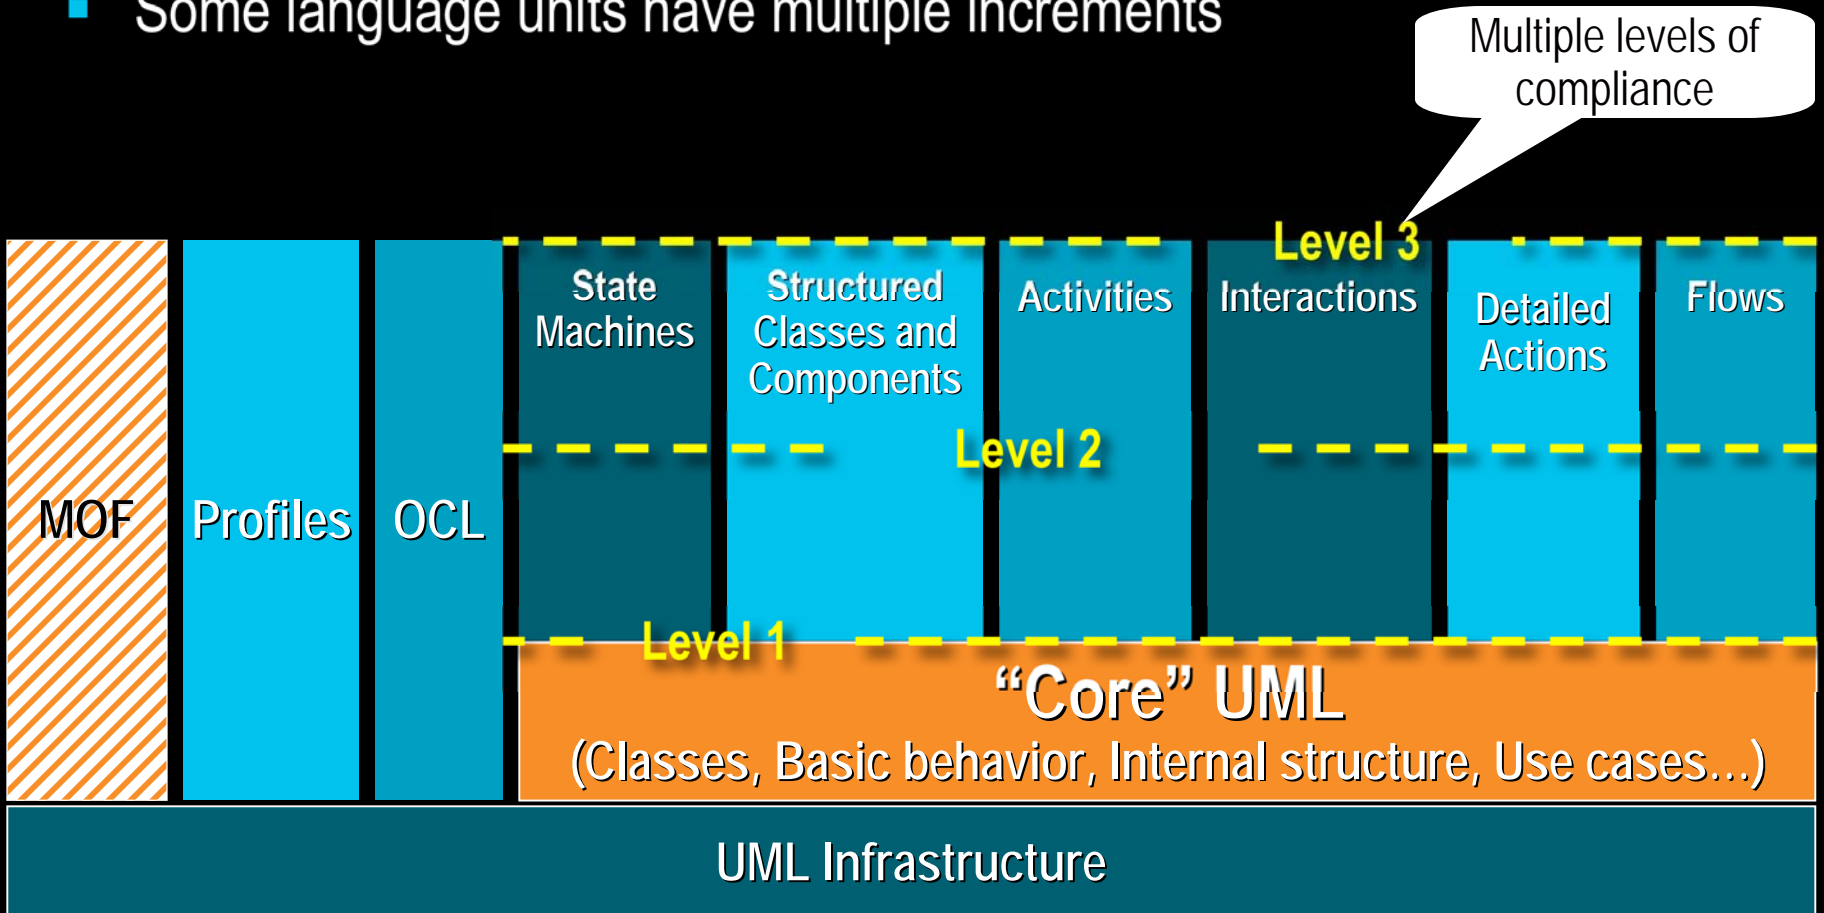 Some language units have multiple increments
Multiple levels of
compliance
Level 3
State
Machines
Structured
Classes and
Components
Activities
Interactions
Detailed
Actions
Flows
Level 2
MOF
Profiles
OCL
Level 1
“Core” UML
(Classes, Basic behavior, Internal structure, Use cases…)
UML Infrastructure